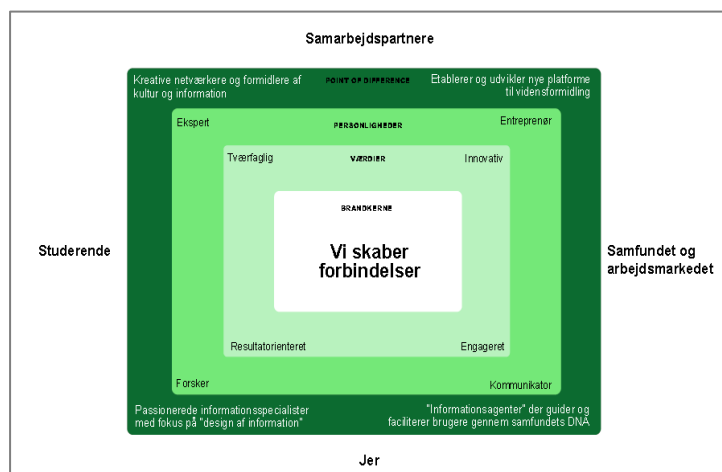 Samarbejdspartnere
Kreative netværkere og formidlere af
kultur og information
POINT OF DIFFERENCE
Etablerer og udvikler nye platforme
til vidensformidling
Ekspert
PERSONLIGHEDER
Entreprenør
Tværfaglig
VÆRDIER
Innovativ
BRANDKERNE
Vi skaber
forbindelser
Studerende
Samfundet og
arbejdsmarkedet
Resultatorienteret
Engageret
Forsker
Kommunikator
Passionerede informationsspecialister
med fokus på "design af information"
"Informationsagenter" der guider og
faciliterer brugere gennem samfundets DNA
Jer